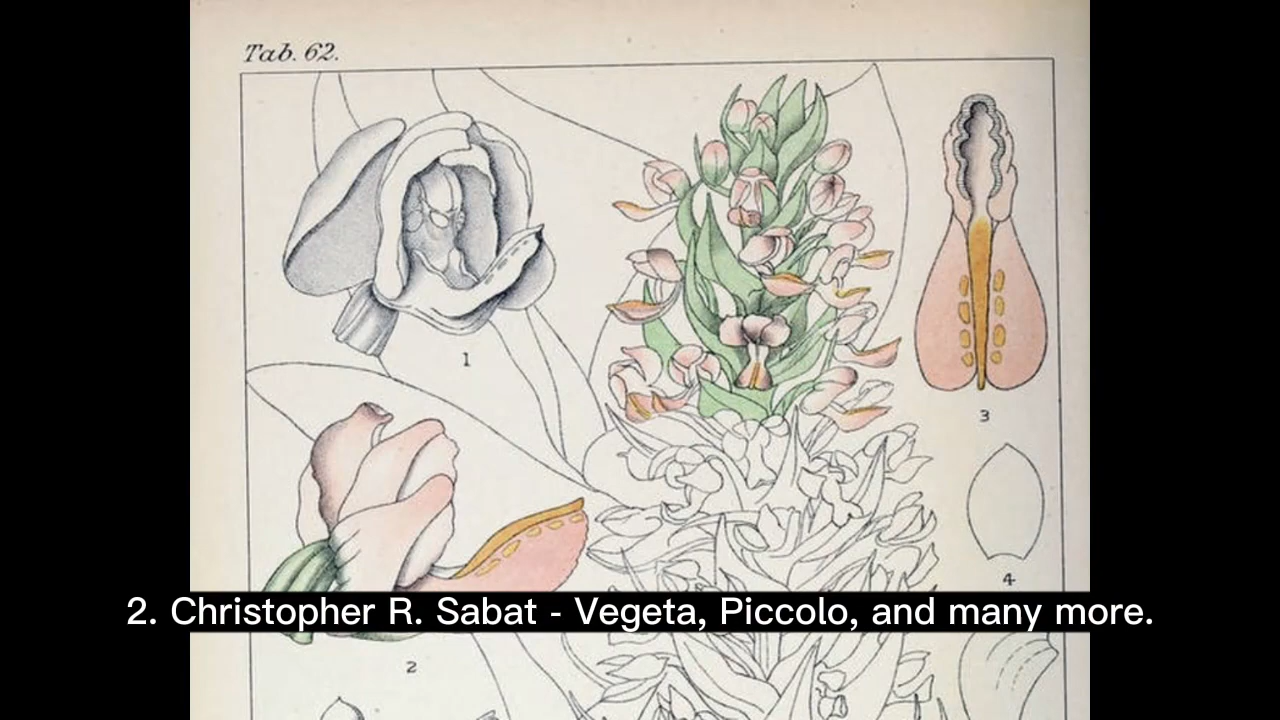 Tab. 62.
1
3
4
2. Christopher R. Sabat - Vegeta, Piccolo, and many more.
2